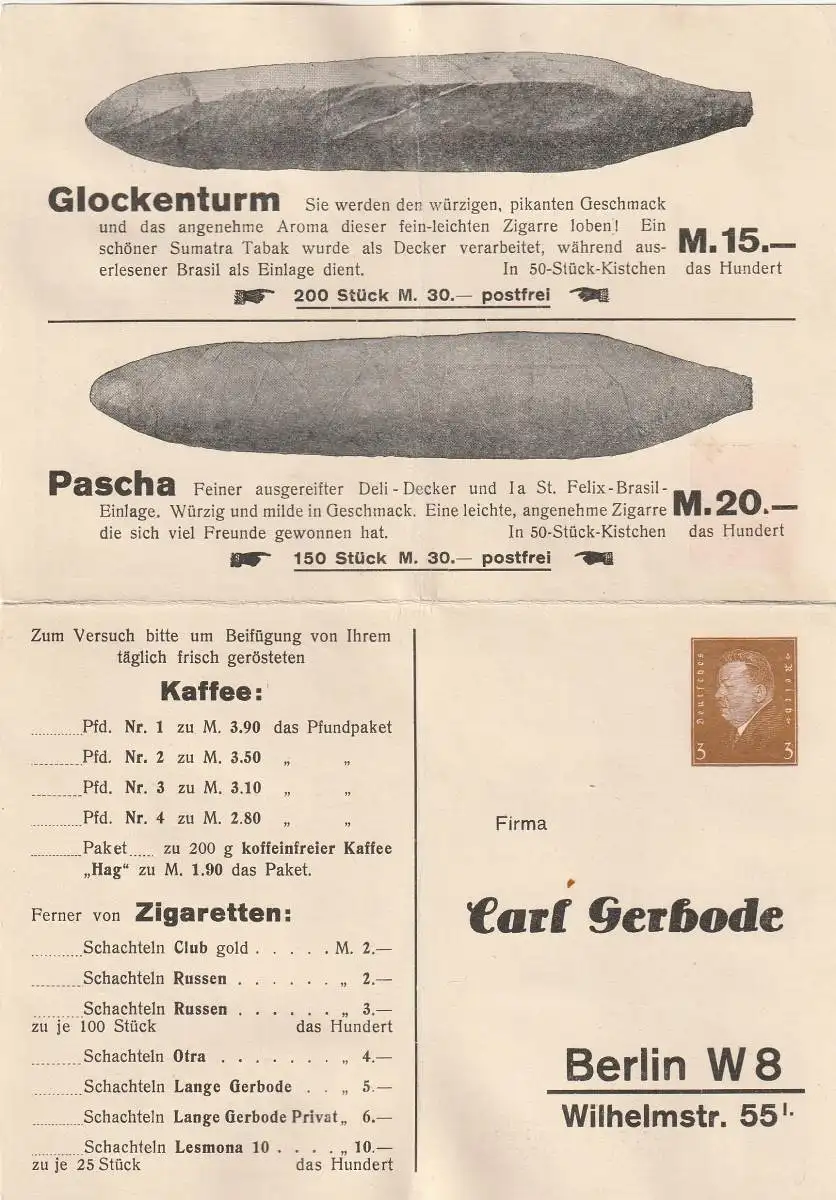 Glockenturm Sie werden den würzigen, pikanten Geschmack
und das angenehme Aroma dieser fein-leichten Zigarre loben! Ein
schöner Sumatra Tabak wurde als Decker verarbeitet, während aus-
erlesener Brasil als Einlage dient. In 50-Stück-Kistchen
M. 15.—
das Hundert
200 Stück M. 30.— postfrei
Pascha Feiner ausgereifter Deli-Decker und Ia St. Felix-Brasil-
Einlage. Würzig und milde in Geschmack. Eine leichte, angenehme Zigarre
die sich viel Freunde gewonnen hat. In 50-Stück-Kistchen
M. 20.—
das Hundert
150 Stück M. 30.— postfrei
Zum Versuch bitte um Beifügung von Ihrem
täglich frisch gerösteten
Kaffee:
.......... Pfd. Nr. 1 zu M. 3.90 das Pfundpaket
.......... Pfd. Nr. 2 zu M. 3.50 „ „
.......... Pfd. Nr. 3 zu M. 3.10 „ „
.......... Pfd. Nr. 4 zu M. 2.80 „ „
.......... Paket ..... zu 200 g koffeinfreier Kaffee
„Hag“ zu M. 1.90 das Paket.
Ferner von Zigaretten:
.......... Schachteln Club gold . . . . . M. 2.—
.......... Schachteln Russen . . . . . . „ 2.—
.......... Schachteln Russen . . . . . . „ 3.—
zu je 100 Stück das Hundert
.......... Schachteln Otra . . . . . . . „ 4.—
.......... Schachteln Lange Gerbode . . „ 5.—
.......... Schachteln Lange Gerbode Privat „ 6.—
.......... Schachteln Lesmona 10 . . . . „ 10.—
zu je 25 Stück das Hundert
Deutsches Reich
3 3
Firma
Carl Gerbode
Berlin W 8
Wilhelmstr. 55 I.